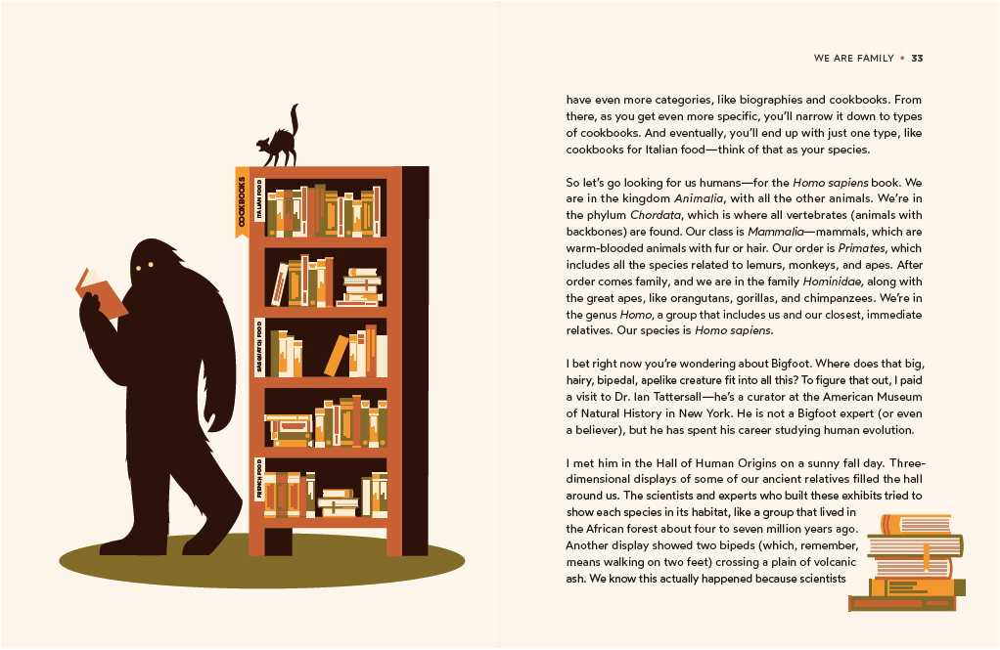 COOKBOOKS
ITALIAN FOOD
SASQUATCH FOOD
FRENCH FOOD
WE ARE FAMILY • 33
have even more categories, like biographies and cookbooks. From
there, as you get even more specific, you’ll narrow it down to types
of cookbooks. And eventually, you’ll end up with just one type, like
cookbooks for Italian food—think of that as your species.
So let’s go looking for us humans—for the Homo sapiens book. We
are in the kingdom Animalia, with all the other animals. We’re in
the phylum Chordata, which is where all vertebrates (animals with
backbones) are found. Our class is Mammalia—mammals, which are
warm-blooded animals with fur or hair. Our order is Primates, which
includes all the species related to lemurs, monkeys, and apes. After
order comes family, and we are in the family Hominidae, along with
the great apes, like orangutans, gorillas, and chimpanzees. We’re in
the genus Homo, a group that includes us and our closest, immediate
relatives. Our species is Homo sapiens.
I bet right now you’re wondering about Bigfoot. Where does that big,
hairy, bipedal, apelike creature fit into all this? To figure that out, I paid
a visit to Dr. Ian Tattersall—he’s a curator at the American Museum
of Natural History in New York. He is not a Bigfoot expert (or even
a believer), but he has spent his career studying human evolution.
I met him in the Hall of Human Origins on a sunny fall day. Three-
dimensional displays of some of our ancient relatives filled the hall
around us. The scientists and experts who built these exhibits tried to
show each species in its habitat, like a group that lived in
the African forest about four to seven million years ago.
Another display showed two bipeds (which, remember,
means walking on two feet) crossing a plain of volcanic
ash. We know this actually happened because scientists